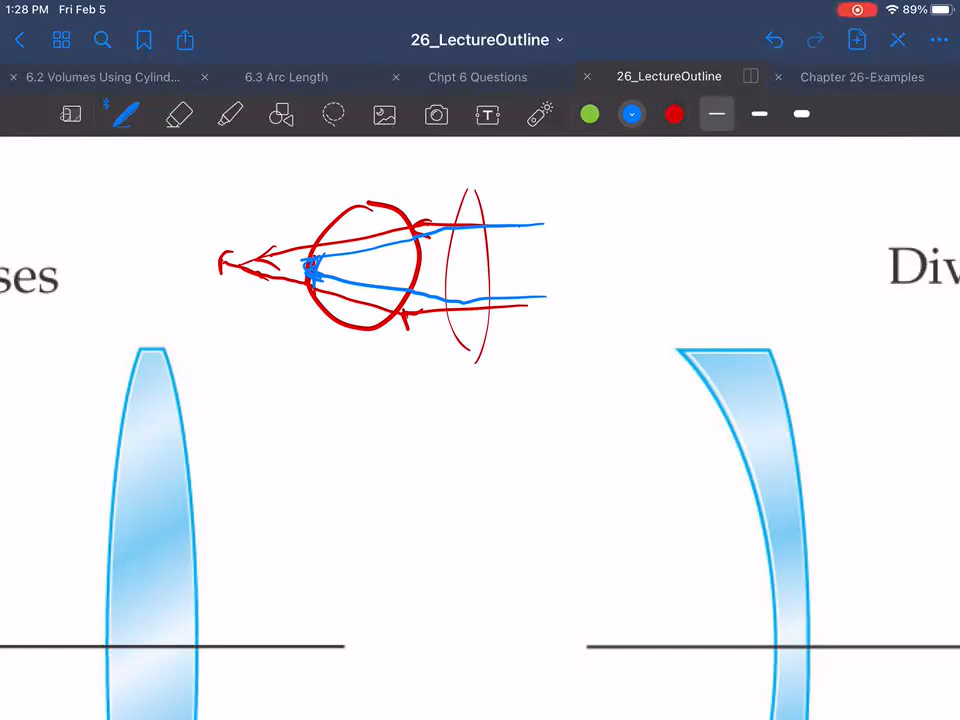 1:28 PM Fri Feb 5
89%
26_LectureOutline
6.2 Volumes Using Cylind...
6.3 Arc Length
Chpt 6 Questions
26_LectureOutline
Chapter 26-Examples
T
ses
Div